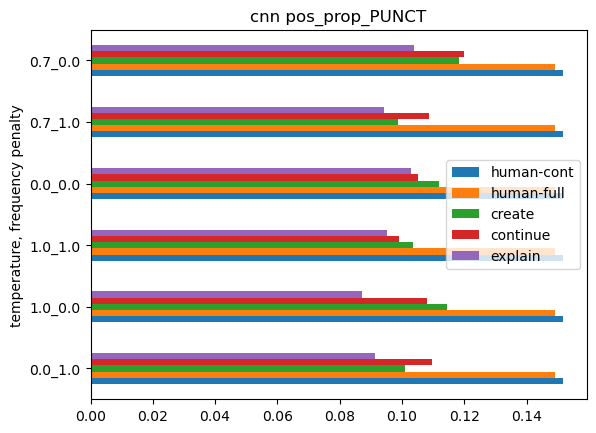 cnn pos_prop_PUNCT
temperature, frequency penalty
0.7_0.0
0.7_1.0
0.0_0.0
1.0_1.0
1.0_0.0
0.0_1.0
human-cont
human-full
create
continue
explain
0.00 0.02 0.04 0.06 0.08 0.10 0.12 0.14